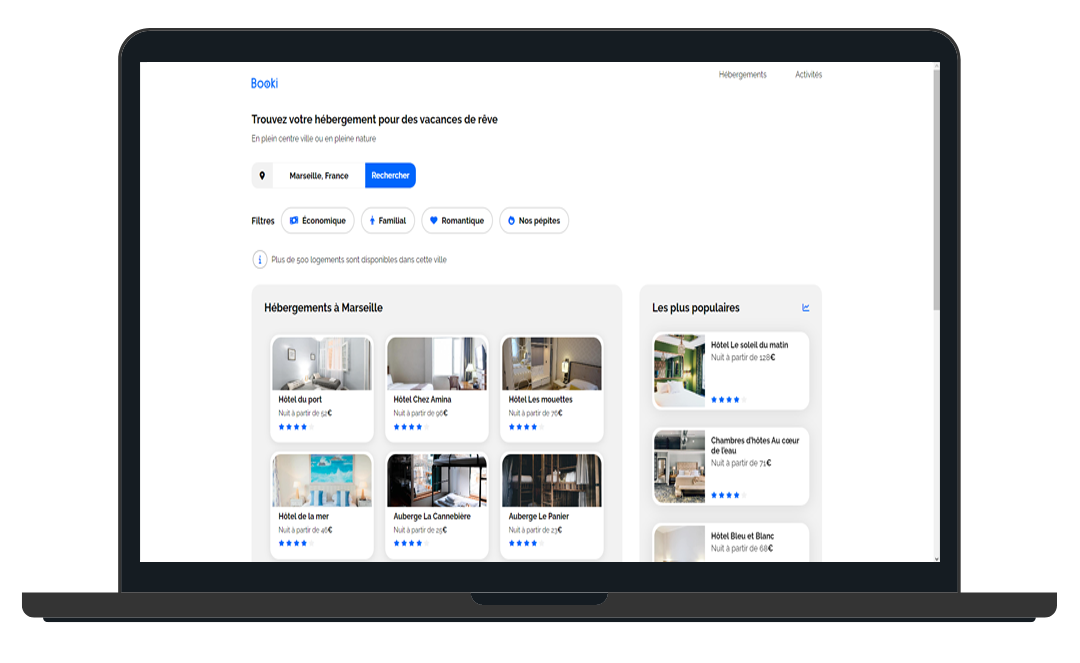 Booki
Hébergements
Activités
Trouvez votre hébergement pour des vacances de rêve
En plein centre ville ou en pleine nature
Marseille, France
Rechercher
Filtres
Économique
Familial
Romantique
Nos pépites
Plus de 500 logements sont disponibles dans cette ville
Hébergements à Marseille
Hôtel du port
Nuit à partir de 52€
Hôtel Chez Amina
Nuit à partir de 96€
Hôtel Les mouettes
Nuit à partir de 76€
Hôtel de la mer
Nuit à partir de 46€
Auberge La Cannebière
Nuit à partir de 25€
Auberge Le Panier
Nuit à partir de 23€
Les plus populaires
Hôtel Le soleil du matin
Nuit à partir de 128€
Chambres d'hôtes Au cœur
de l'eau
Nuit à partir de 71€
Hôtel Bleu et Blanc
Nuit à partir de 68€